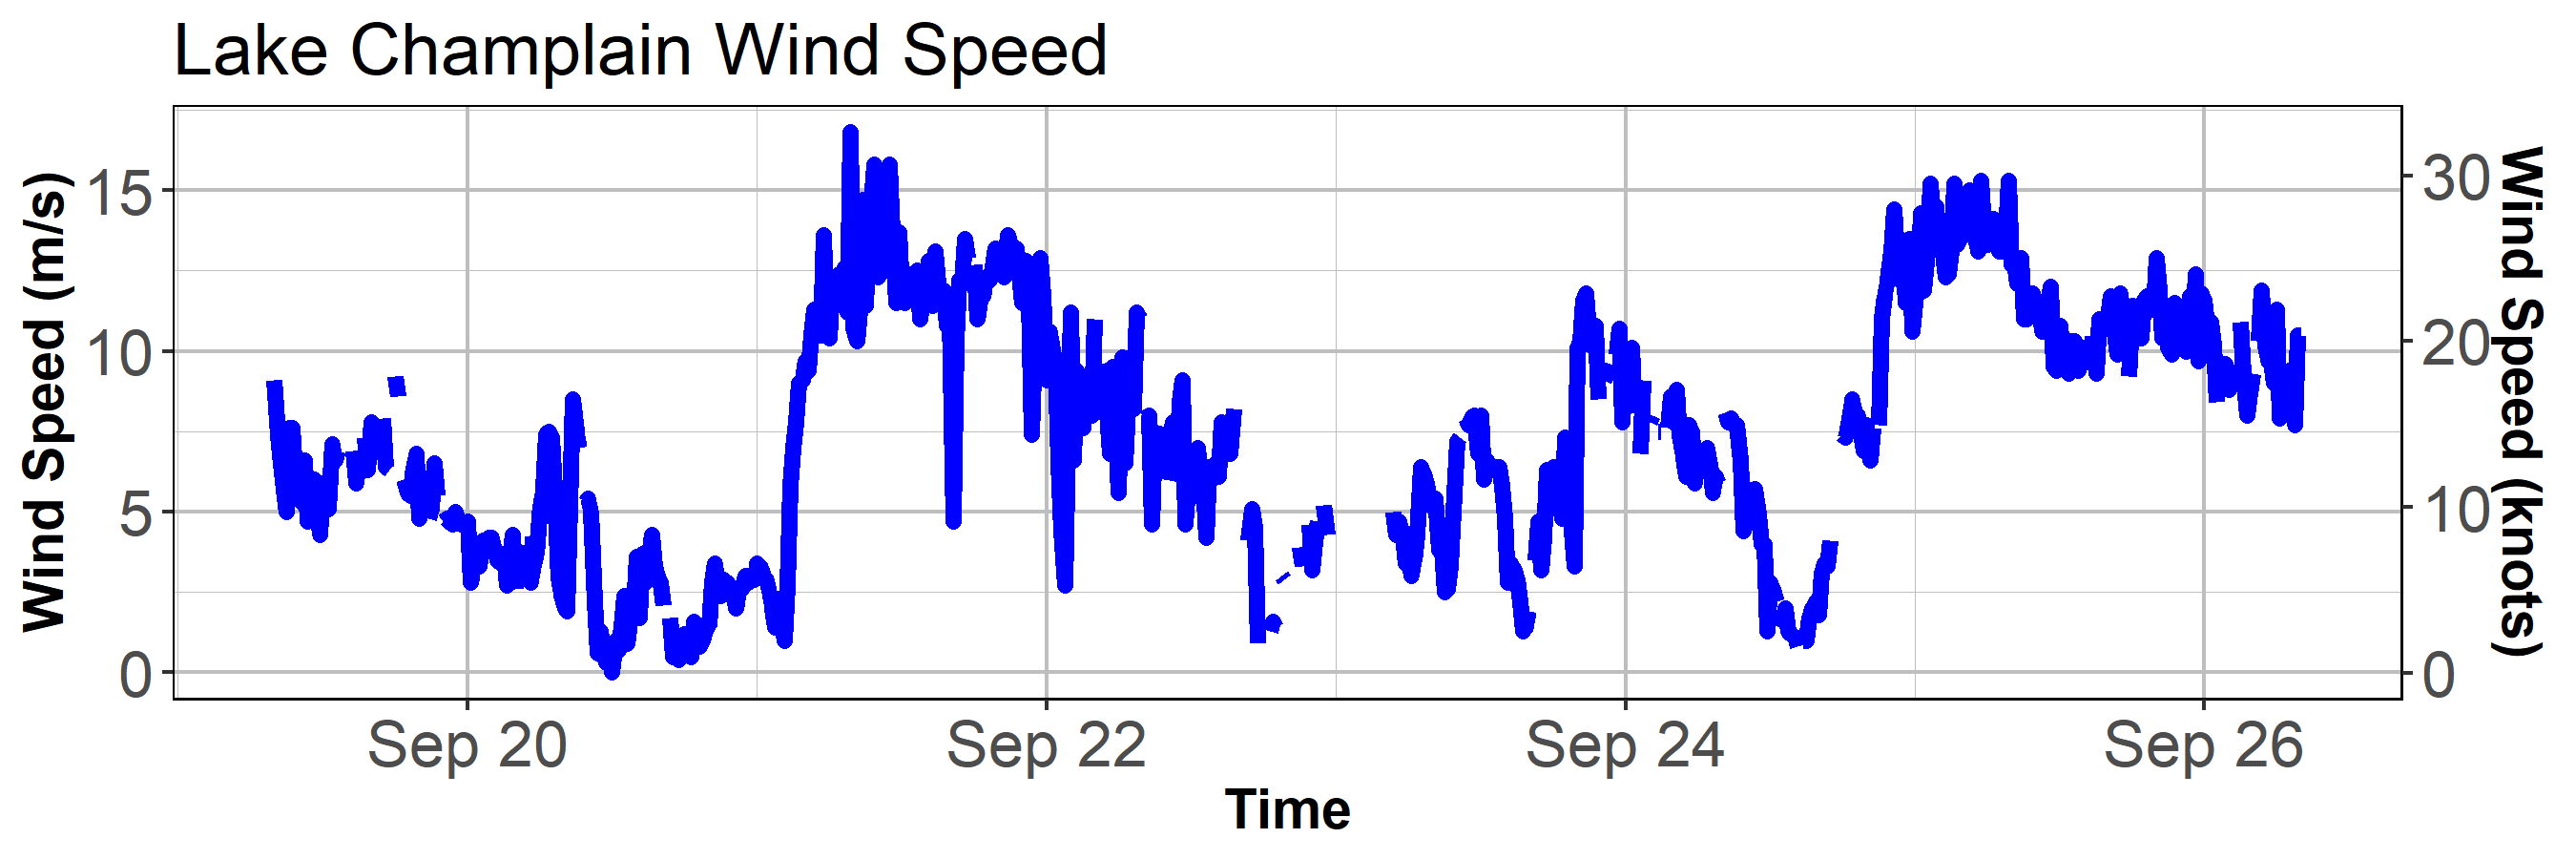 Lake Champlain Wind Speed
Wind Speed (m/s)
15
10
5
0
30
20
10
0
Wind Speed (knots)
Sep 20
Sep 22
Sep 24
Sep 26
Time